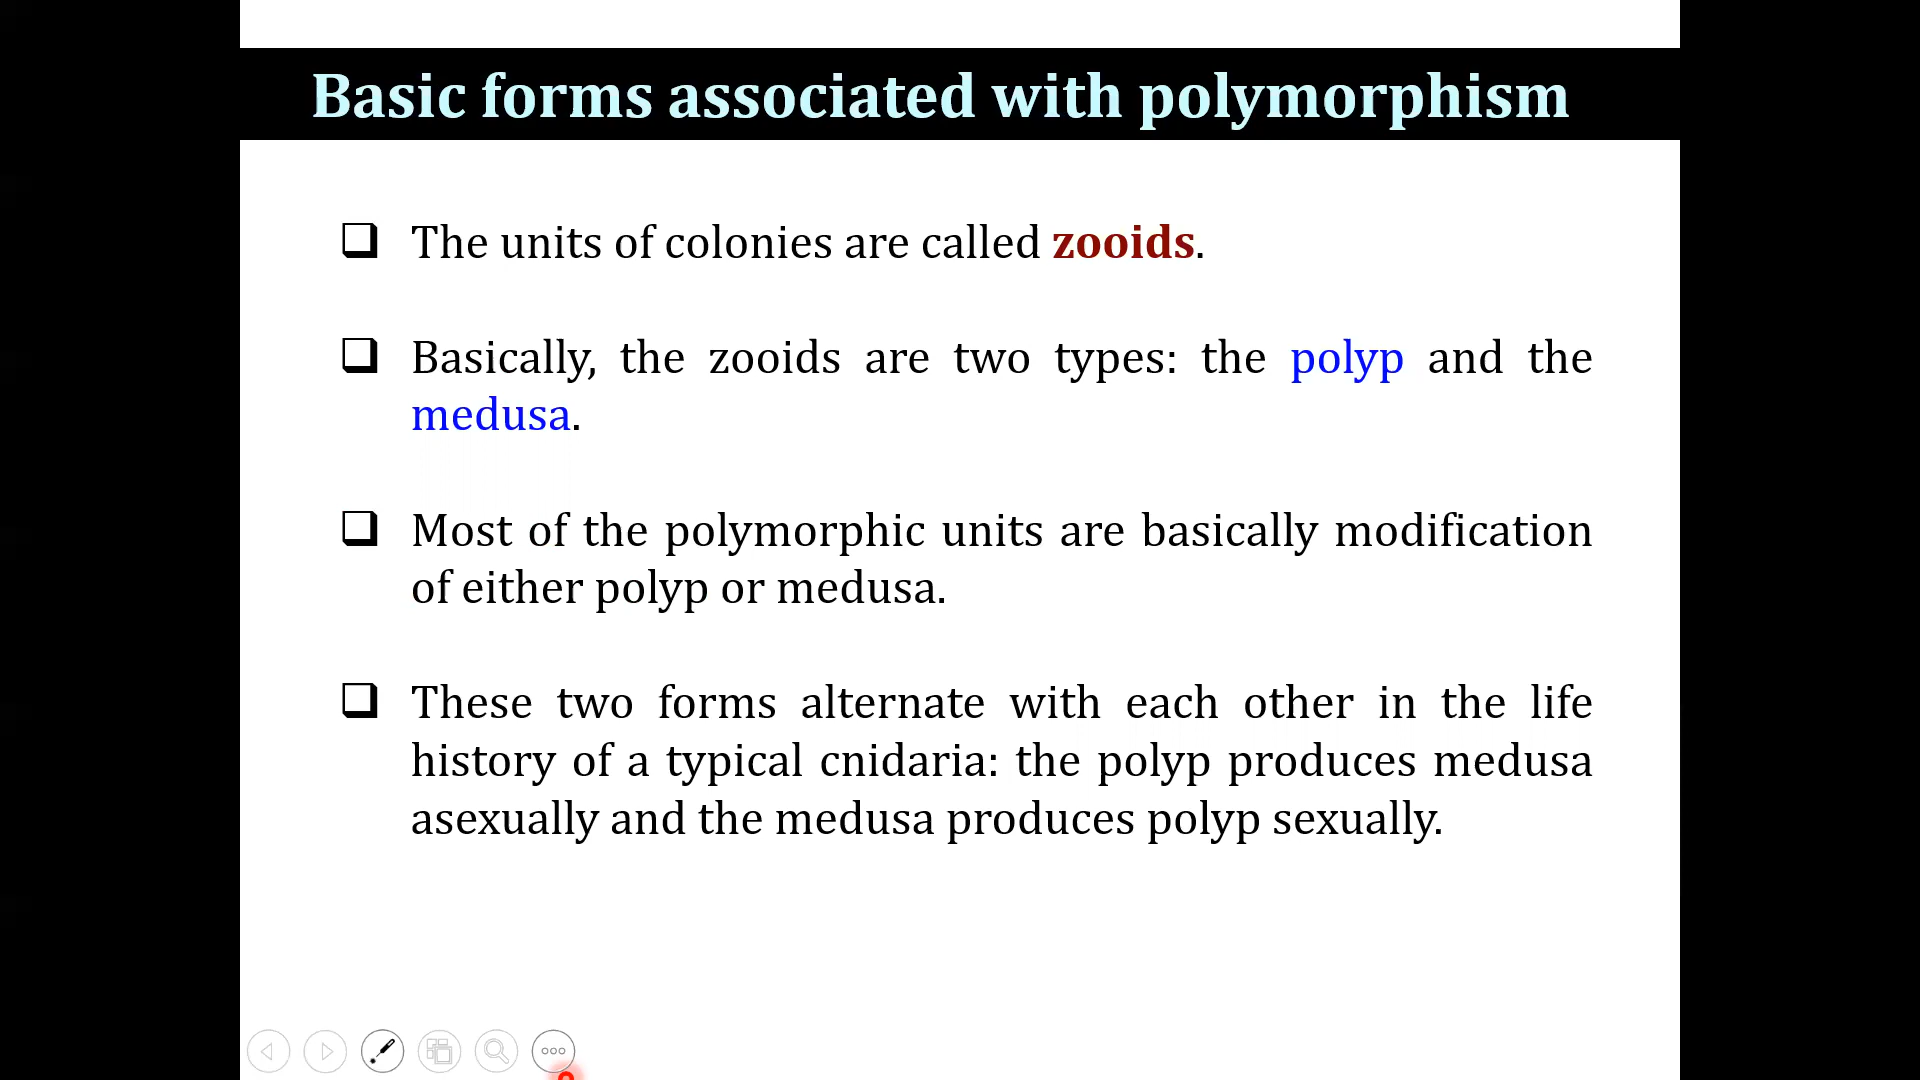 Basic forms associated with polymorphism
The units of colonies are called zooids.
Basically, the zooids are two types: the polyp and the
medusa.
Most of the polymorphic units are basically modification
of either polyp or medusa.
These two forms alternate with each other in the life
history of a typical cnidaria: the polyp produces medusa
asexually and the medusa produces polyp sexually.